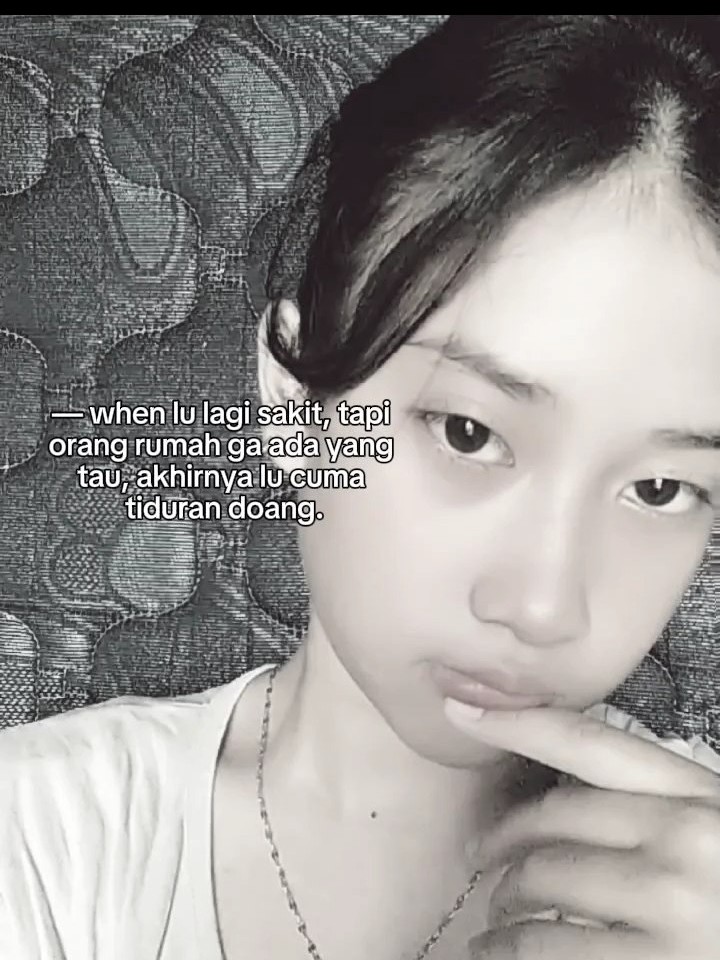 — when lu lagi sakit, tapi
orang rumah ga ada yang
tau, akhirnya lu cuma
tiduran doang.